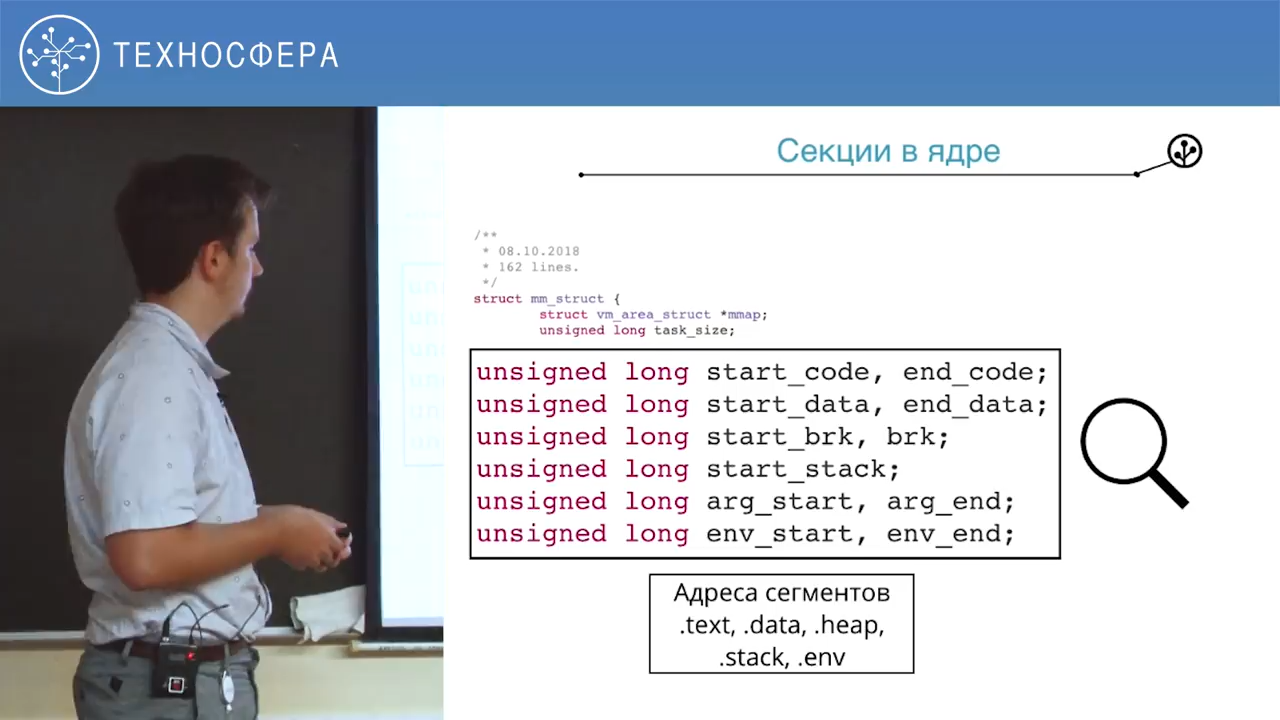 ТЕХНОСФЕРА
Секции в ядре
/**
* 08.10.2018
* 162 lines.
*/
struct mm_struct {
struct vm_area_struct *mmap;
unsigned long task_size;
unsigned long start_code, end_code;
unsigned long start_data, end_data;
unsigned long start_brk, brk;
unsigned long start_stack;
unsigned long arg_start, arg_end;
unsigned long env_start, env_end;
Адреса сегментов
.text, .data, .heap,
.stack, .env